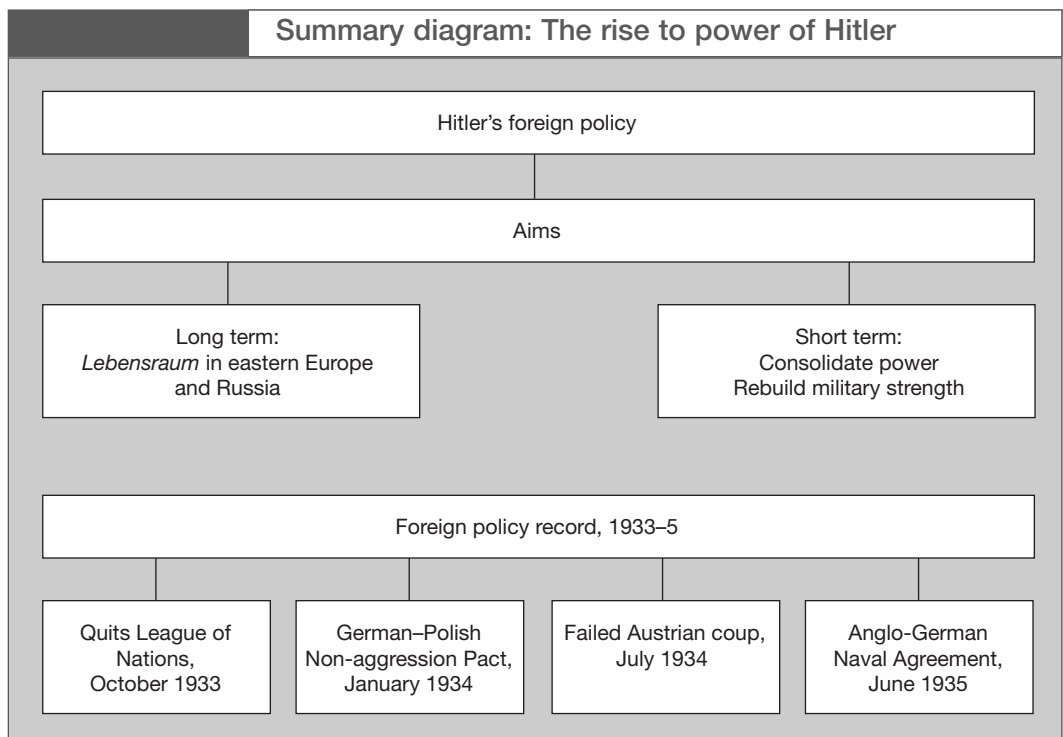 Summary diagram: The rise to power of Hitler
Hitler's foreign policy
Aims
Long term:
Lebensraum in eastern Europe
and Russia
Short term:
Consolidate power
Rebuild military strength
Foreign policy record, 1933–5
Quits League of
Nations,
October 1933
German–Polish
Non-aggression Pact,
January 1934
Failed Austrian coup,
July 1934
Anglo-German
Naval Agreement,
June 1935